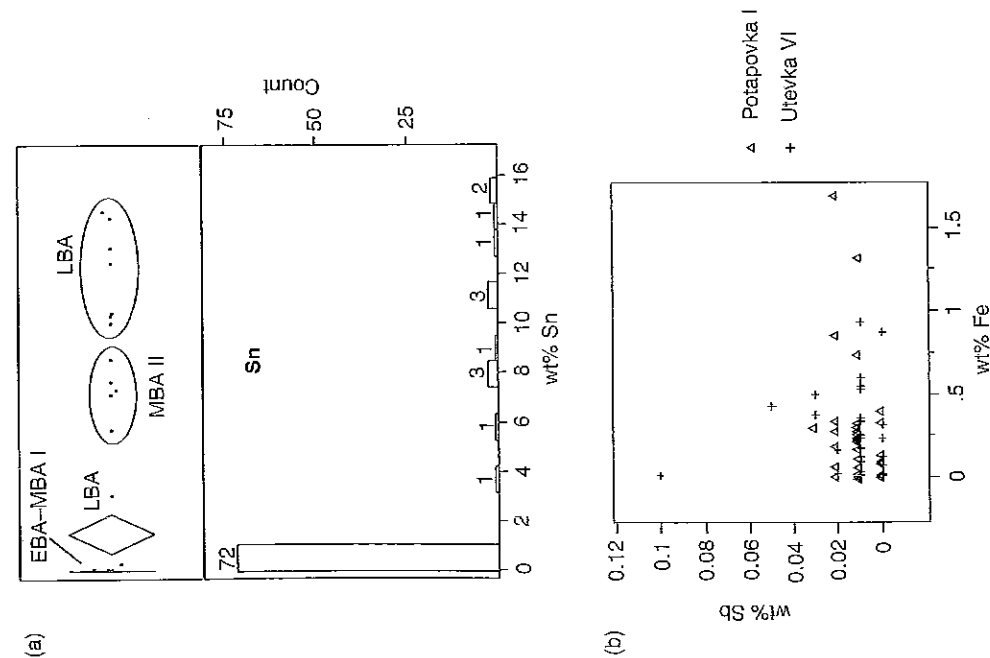 (a)
EBA–MBA I
LBA
MBA II
LBA
Sn
72
1
1
3
1
3
1
1
2
75
50
25
Count
0 2 4 6 8 10 12 14 16
wt% Sn
(b)
0.12
0.1
0.08
0.06
0.04
0.02
0
wt% Sb
0 .5 1 1.5
wt% Fe
Potapovka I
Utevka VI